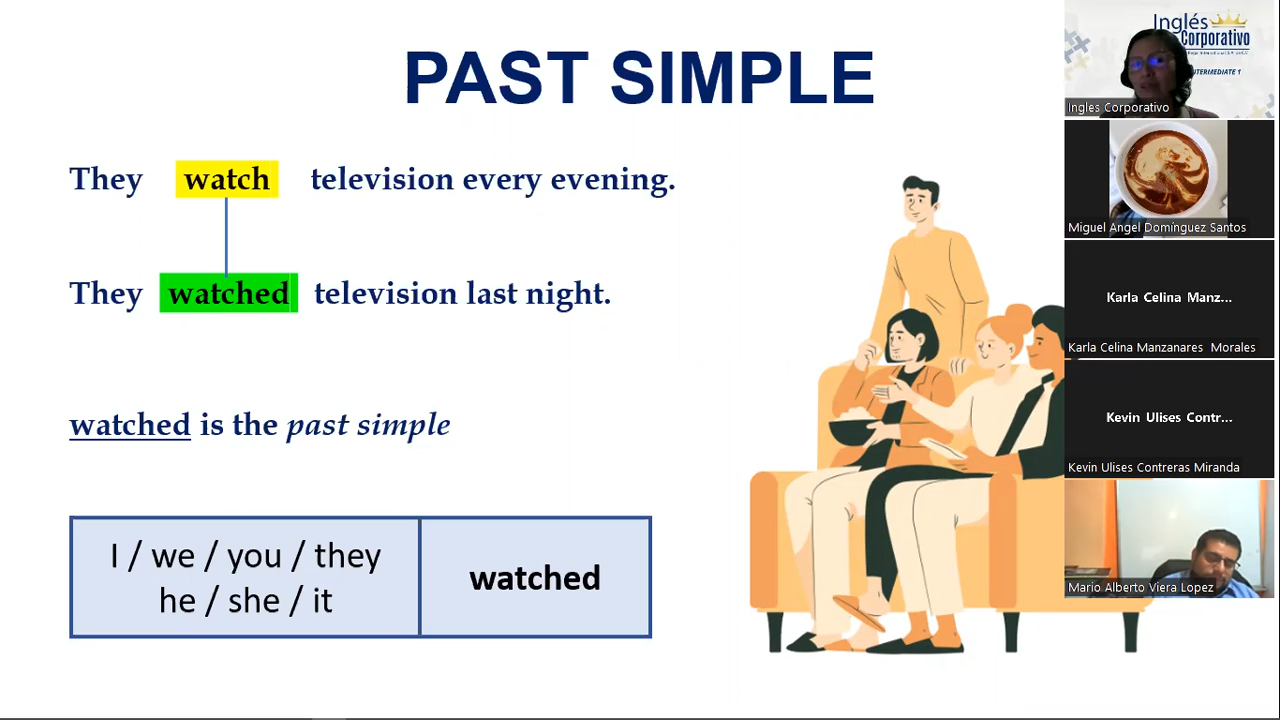 PAST SIMPLE
They watch television every evening.
They watched television last night.
watched is the past simple
I / we / you / they
he / she / it
watched
Inglés
Corporativo
INTERMEDIATE 1
Ingles Corporativo
Miguel Angel Domínguez Santos
Karla Celina Manz...
Karla Celina Manzanares Morales
Kevin Ulises Contr...
Kevin Ulises Contreras Miranda
Mario Alberto Viera Lopez